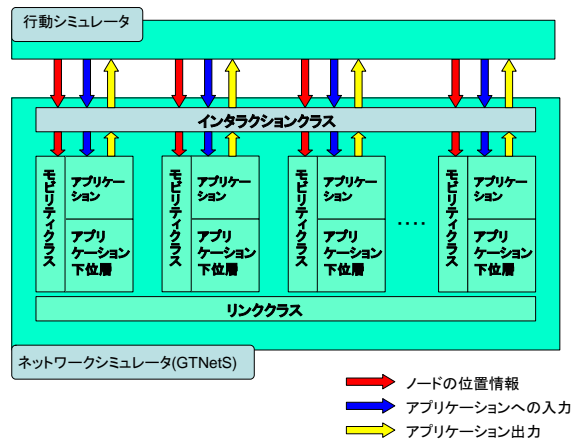 行動シミュレータ
インタラクションクラス
モビリティクラス
アプリケー
ション
アプリ
ケーション
下位層
モビリティクラス
アプリケー
ション
アプリ
ケーション
下位層
モビリティクラス
アプリケー
ション
アプリ
ケーション
下位層
....
モビリティクラス
アプリケー
ション
アプリ
ケーション
下位層
リンククラス
ネットワークシミュレータ(GTNetS)
ノードの位置情報
アプリケーションへの入力
アプリケーション出力